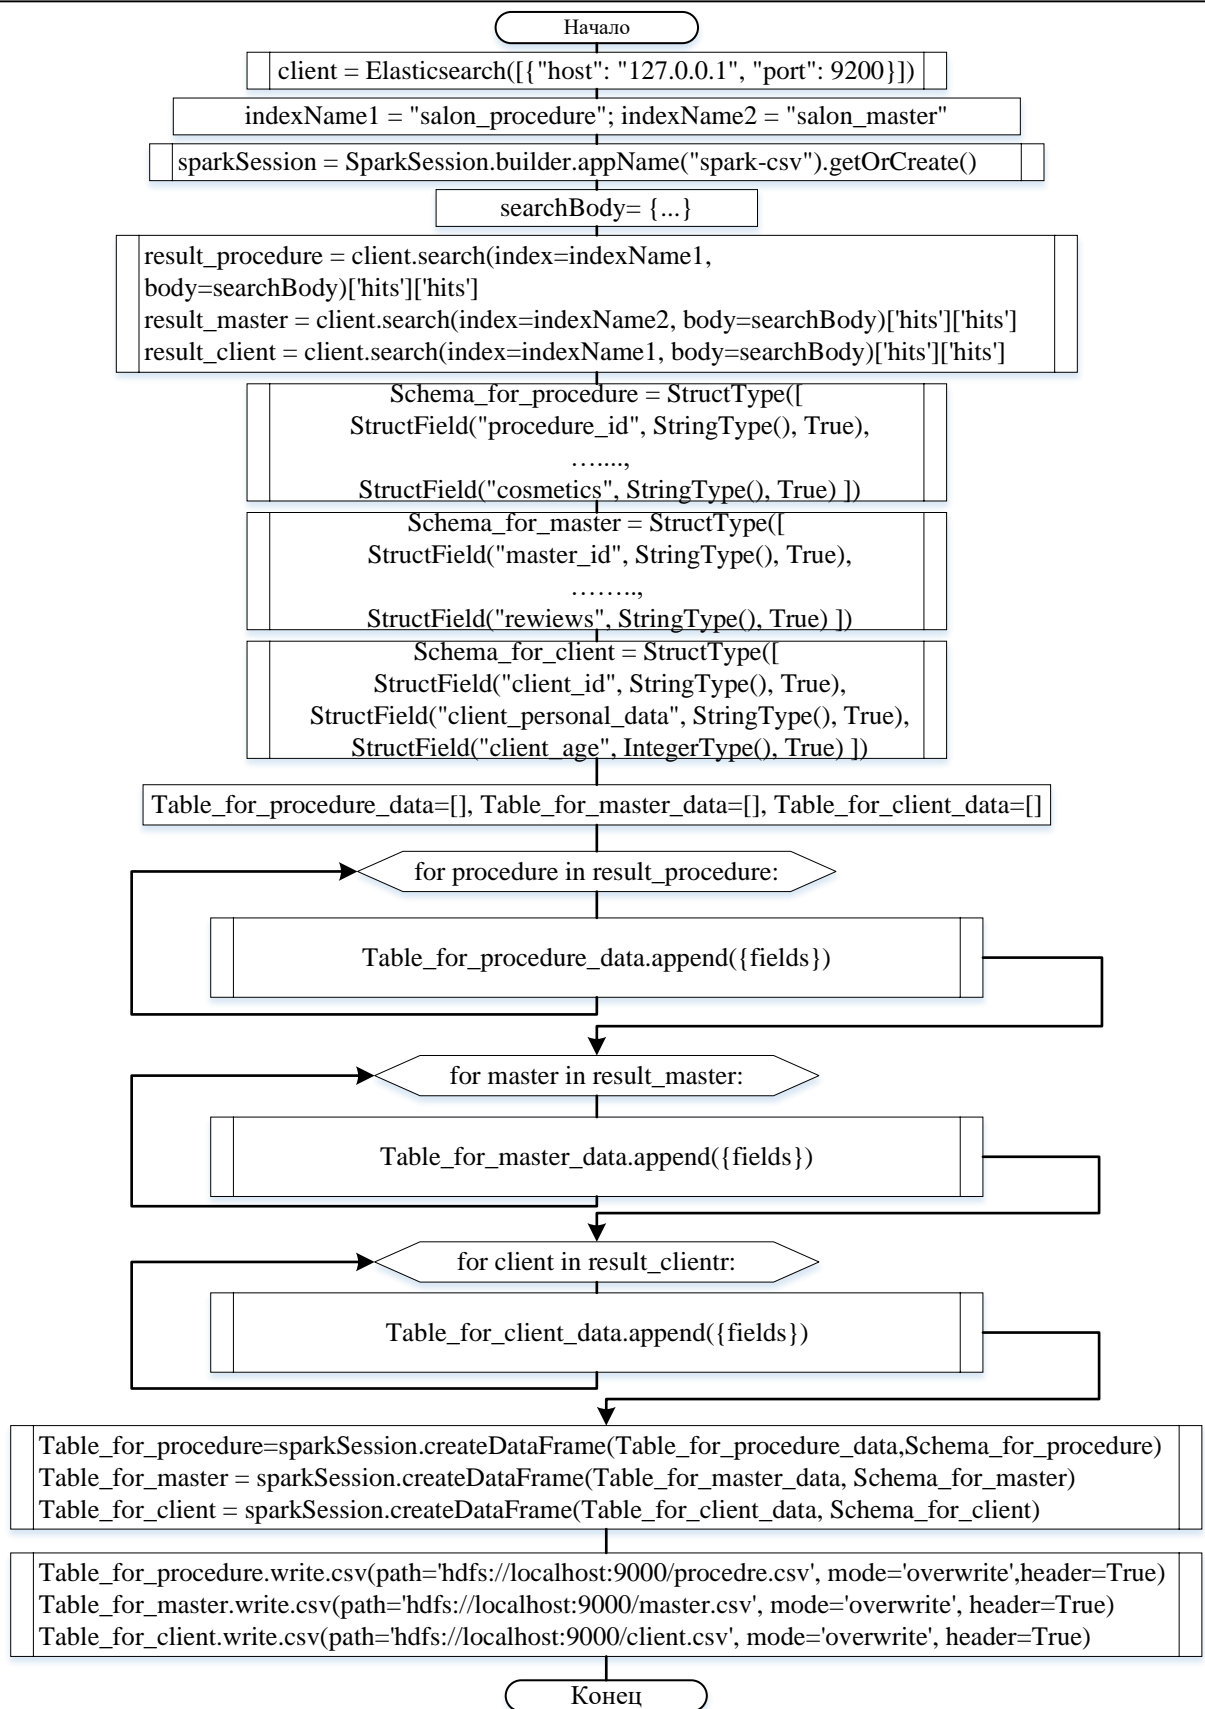 Начало
client = Elasticsearch([{"host": "127.0.0.1", "port": 9200}])
indexName1 = "salon_procedure"; indexName2 = "salon_master"
sparkSession = SparkSession.builder.appName("spark-csv").getOrCreate()
searchBody= {...}
result_procedure = client.search(index=indexName1,
body=searchBody)['hits']['hits']
result_master = client.search(index=indexName2, body=searchBody)['hits']['hits']
result_client = client.search(index=indexName1, body=searchBody)['hits']['hits']
Schema_for_procedure = StructType([
StructField("procedure_id", StringType(), True),
…....,
StructField("cosmetics", StringType(), True) ])
Schema_for_master = StructType([
StructField("master_id", StringType(), True),
……..,
StructField("rewiews", StringType(), True) ])
Schema_for_client = StructType([
StructField("client_id", StringType(), True),
StructField("client_personal_data", StringType(), True),
StructField("client_age", IntegerType(), True) ])
Table_for_procedure_data=[], Table_for_master_data=[], Table_for_client_data=[]
for procedure in result_procedure:
Table_for_procedure_data.append({fields})
for master in result_master:
Table_for_master_data.append({fields})
for client in result_clientr:
Table_for_client_data.append({fields})
Table_for_procedure=sparkSession.createDataFrame(Table_for_procedure_data,Schema_for_procedure)
Table_for_master = sparkSession.createDataFrame(Table_for_master_data, Schema_for_master)
Table_for_client = sparkSession.createDataFrame(Table_for_client_data, Schema_for_client)
Table_for_procedure.write.csv(path='hdfs://localhost:9000/procedre.csv', mode='overwrite',header=True)
Table_for_master.write.csv(path='hdfs://localhost:9000/master.csv', mode='overwrite', header=True)
Table_for_client.write.csv(path='hdfs://localhost:9000/client.csv', mode='overwrite', header=True)
Конец